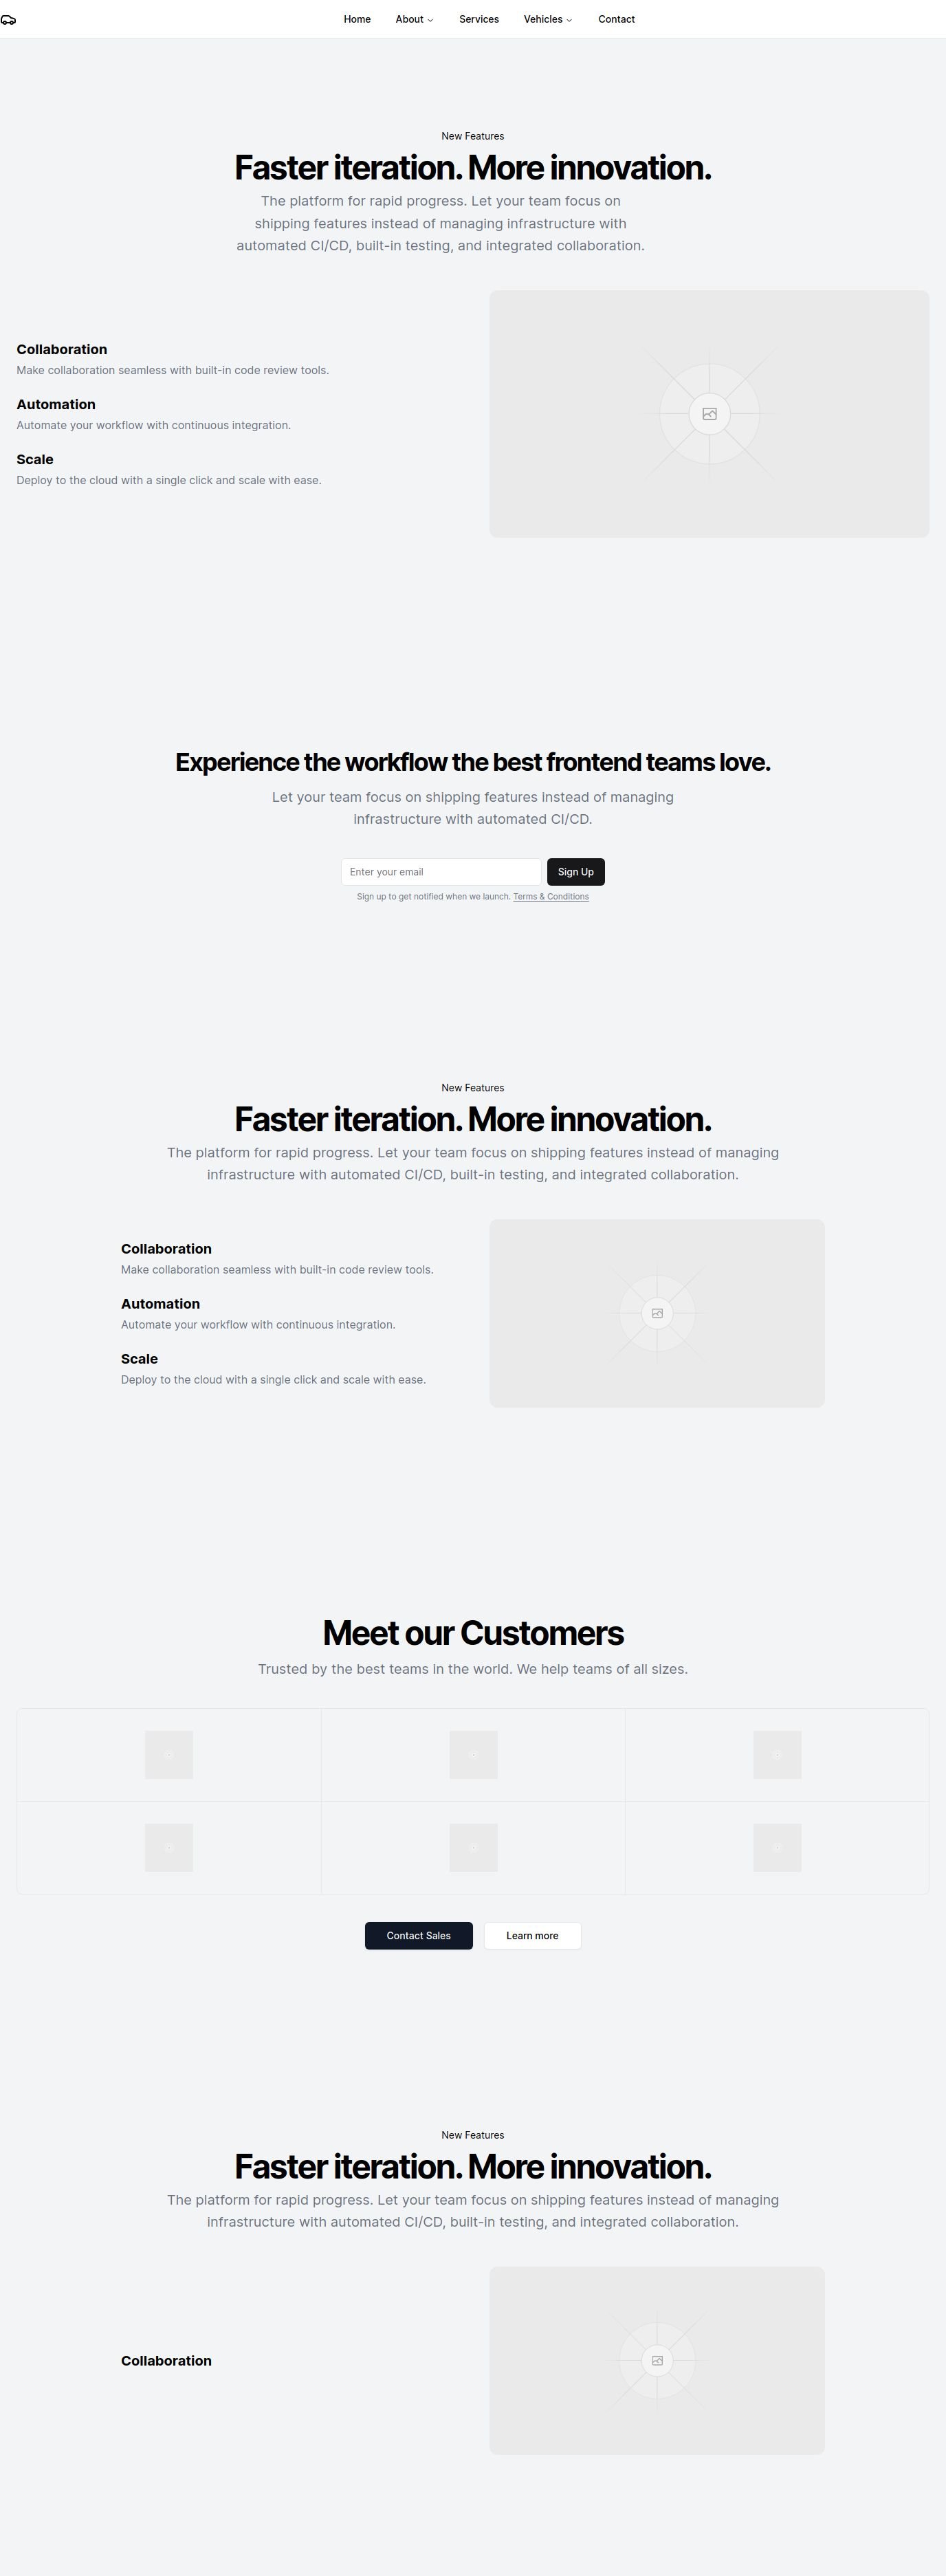 Home About Services Vehicles Contact
New Features
Faster iteration. More innovation.
The platform for rapid progress. Let your team focus on
shipping features instead of managing infrastructure with
automated CI/CD, built-in testing, and integrated collaboration.
Collaboration
Make collaboration seamless with built-in code review tools.
Automation
Automate your workflow with continuous integration.
Scale
Deploy to the cloud with a single click and scale with ease.
Experience the workflow the best frontend teams love.
Let your team focus on shipping features instead of managing
infrastructure with automated CI/CD.
Enter your email Sign Up
Sign up to get notified when we launch. Terms & Conditions
New Features
Faster iteration. More innovation.
The platform for rapid progress. Let your team focus on shipping features instead of managing
infrastructure with automated CI/CD, built-in testing, and integrated collaboration.
Collaboration
Make collaboration seamless with built-in code review tools.
Automation
Automate your workflow with continuous integration.
Scale
Deploy to the cloud with a single click and scale with ease.
Meet our Customers
Trusted by the best teams in the world. We help teams of all sizes.
Contact Sales Learn more
New Features
Faster iteration. More innovation.
The platform for rapid progress. Let your team focus on shipping features instead of managing
infrastructure with automated CI/CD, built-in testing, and integrated collaboration.
Collaboration